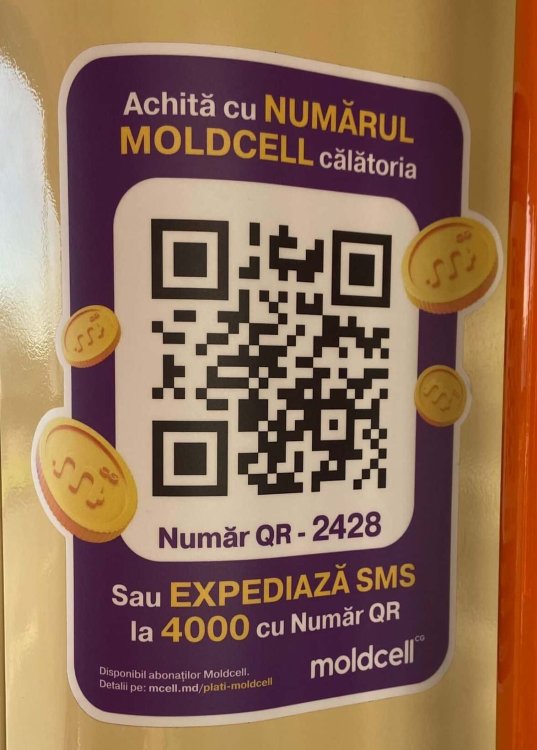 Achită cu NUMĂRUL
MOLDCELL călătoria
Număr QR - 2428
Sau EXPEDIAZĂ SMS
la 4000 cu Număr QR
Disponibil abonaților Moldcell.
Detalii pe: mcell.md/plati-moldcell
moldcell CG